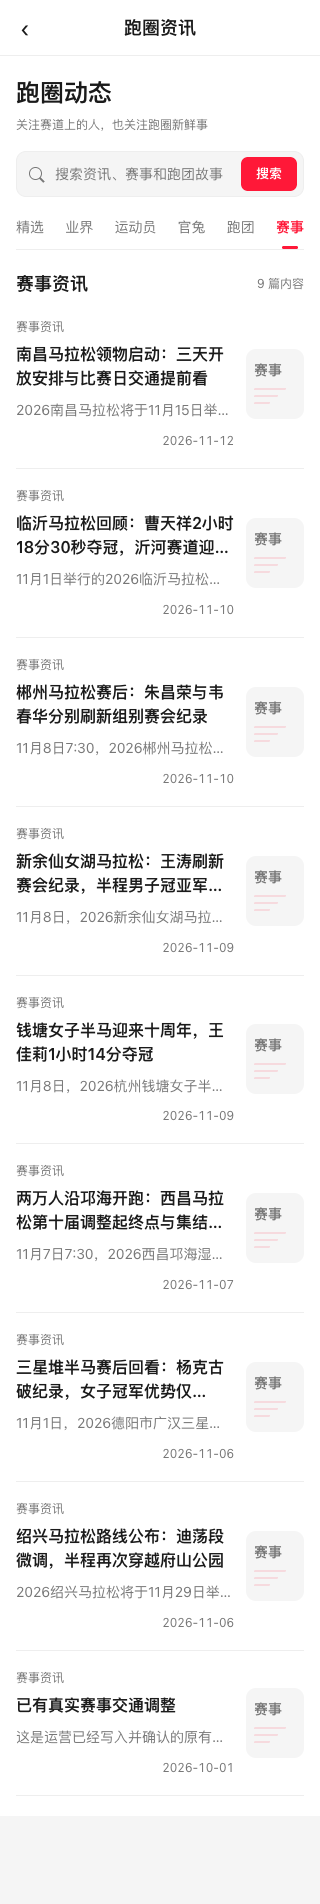 跑圈资讯
跑圈动态
关注赛道上的人，也关注跑圈新鲜事
搜索资讯、赛事和跑团故事
搜索
精选 业界 运动员 官兔 跑团 赛事
赛事资讯
9 篇内容
赛事资讯
南昌马拉松领物启动：三天开
放安排与比赛日交通提前看
2026南昌马拉松将于11月15日举...
2026-11-12
赛事
赛事资讯
临沂马拉松回顾：曹天祥2小时
18分30秒夺冠，沂河赛道迎...
11月1日举行的2026临沂马拉松...
2026-11-10
赛事
赛事资讯
郴州马拉松赛后：朱昌荣与韦
春华分别刷新组别赛会纪录
11月8日7:30，2026郴州马拉松...
2026-11-10
赛事
赛事资讯
新余仙女湖马拉松：王涛刷新
赛会纪录，半程男子冠亚军...
11月8日，2026新余仙女湖马拉...
2026-11-09
赛事
赛事资讯
钱塘女子半马迎来十周年，王
佳莉1小时14分夺冠
11月8日，2026杭州钱塘女子半...
2026-11-09
赛事
赛事资讯
两万人沿邛海开跑：西昌马拉
松第十届调整起终点与集结...
11月7日7:30，2026西昌邛海湿...
2026-11-07
赛事
赛事资讯
三星堆半马赛后回看：杨克古
破纪录，女子冠军优势仅...
11月1日，2026德阳市广汉三星...
2026-11-06
赛事
赛事资讯
绍兴马拉松路线公布：迪荡段
微调，半程再次穿越府山公园
2026绍兴马拉松将于11月29日举...
2026-11-06
赛事
赛事资讯
已有真实赛事交通调整
这是运营已经写入并确认的原有...
2026-10-01
赛事